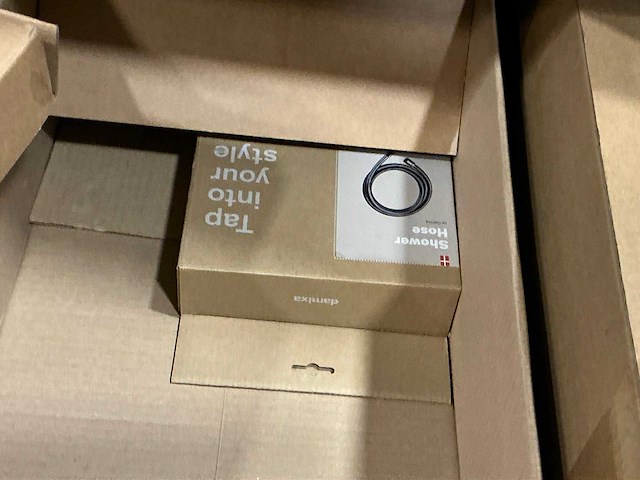 Tap
into
your
style
Shower
Hose
damixa